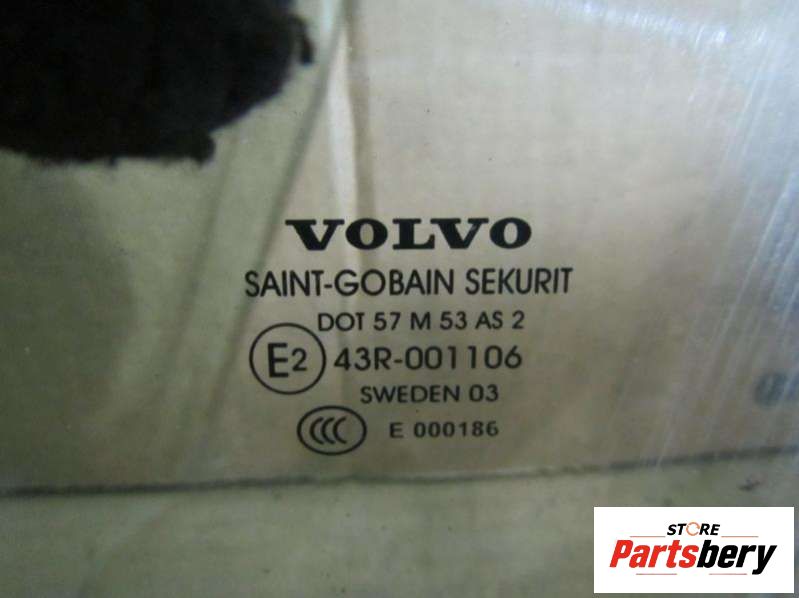 VOLVO
SAINT-GOBAIN SEKURIT
DOT 57 M 53 AS 2
E2 43R-001106
SWEDEN 03
CCC E 000186
STORE
Partsbery